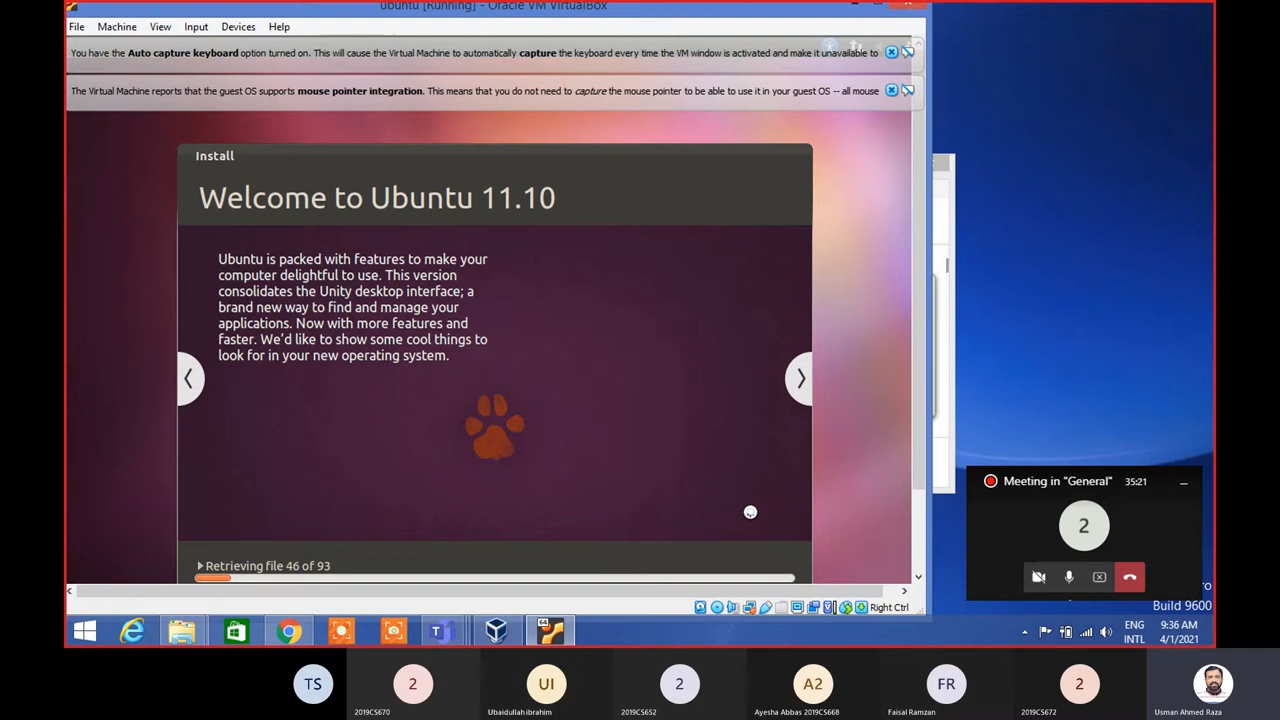 ubuntu [Running] - Oracle VM VirtualBox
File Machine View Input Devices Help
You have the Auto capture keyboard option turned on. This will cause the Virtual Machine to automatically capture the keyboard every time the VM window is activated and make it unavailable to
The Virtual Machine reports that the guest OS supports mouse pointer integration. This means that you do not need to capture the mouse pointer to be able to use it in your guest OS -- all mouse
Install
Welcome to Ubuntu 11.10
Ubuntu is packed with features to make your
computer delightful to use. This version
consolidates the Unity desktop interface; a
brand new way to find and manage your
applications. Now with more features and
faster. We'd like to show some cool things to
look for in your new operating system.
Retrieving file 46 of 93
Right Ctrl
Meeting in "General" 35:21
2
Build 9600
ENG
INTL
9:36 AM
4/1/2021
64
TS
2
2019CS670
UI
Ubaidullah ibrahim
2
2019CS652
A2
Ayesha Abbas 2019CS668
FR
Faisal Ramzan
2
2019CS672
Usman Ahmed Raza